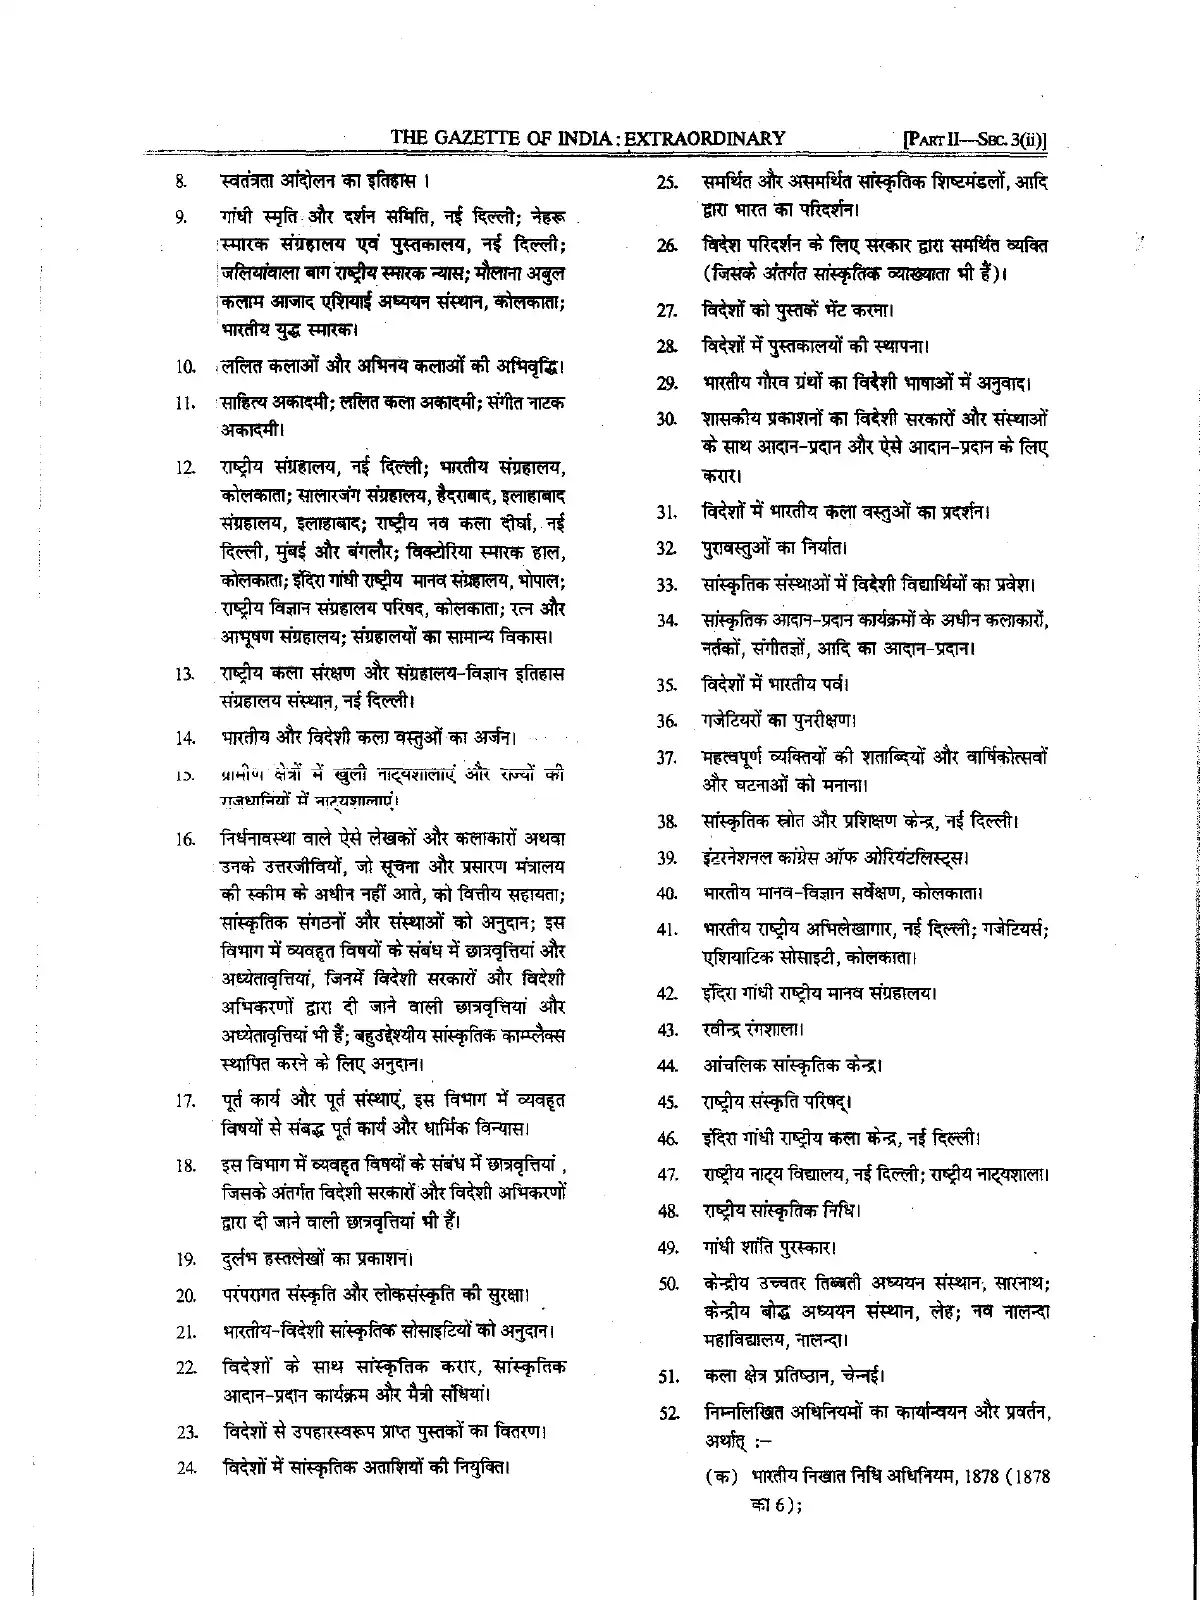 THE GAZETTE OF INDIA : EXTRAORDINARY [PART II—SEC. 3(ii)]
8. स्वतंत्रता आंदोलन का इतिहास ।
9. गांधी स्मृति और दर्शन समिति, नई दिल्ली; नेहरू
स्मारक संग्रहालय एवं पुस्तकालय, नई दिल्ली;
जलियांवाला बाग राष्ट्रीय स्मारक न्यास; मौलाना अबुल
कलाम आजाद एशियाई अध्ययन संस्थान, कोलकाता;
भारतीय युद्ध स्मारक।
10. ललित कलाओं और अभिनय कलाओं की अभिवृद्धि।
11. साहित्य अकादमी; ललित कला अकादमी; संगीत नाटक
अकादमी।
12. राष्ट्रीय संग्रहालय, नई दिल्ली; भारतीय संग्रहालय,
कोलकाता; सालारजंग संग्रहालय, हैदराबाद, इलाहाबाद
संग्रहालय, इलाहाबाद; राष्ट्रीय नव कला दीर्घा, नई
दिल्ली, मुंबई और बंगलौर; विक्टोरिया स्मारक हाल,
कोलकाता; इंदिरा गांधी राष्ट्रीय मानव संग्रहालय, भोपाल;
राष्ट्रीय विज्ञान संग्रहालय परिषद, कोलकाता; रत्न और
आभूषण संग्रहालय; संग्रहालयों का सामान्य विकास।
13. राष्ट्रीय कला संरक्षण और संग्रहालय-विज्ञान इतिहास
संग्रहालय संस्थान, नई दिल्ली।
14. भारतीय और विदेशी कला वस्तुओं का अर्जन।
15. ग्रामीण क्षेत्रों में खुली नाट्यशालाएं और राज्यों की
राजधानियों में नाट्यशालाएं।
16. निर्धनावस्था वाले ऐसे लेखकों और कलाकारों अथवा
उनके उत्तरजीवियों, जो सूचना और प्रसारण मंत्रालय
की स्कीम के अधीन नहीं आते, को वित्तीय सहायता;
सांस्कृतिक संगठनों और संस्थाओं को अनुदान; इस
विभाग में व्यवहृत विषयों के संबंध में छात्रवृत्तियां और
अध्येतावृत्तियां, जिनमें विदेशी सरकारों और विदेशी
अभिकरणों द्वारा दी जाने वाली छात्रवृत्तियां और
अध्येतावृत्तियां भी हैं; बहुउद्देश्यीय सांस्कृतिक काम्प्लैक्स
स्थापित करने के लिए अनुदान।
17. पूर्त कार्य और पूर्त संस्थाएं, इस विभाग में व्यवहृत
विषयों से संबद्ध पूर्त कार्य और धार्मिक विन्यास।
18. इस विभाग में व्यवहृत विषयों के संबंध में छात्रवृत्तियां ,
जिसके अंतर्गत विदेशी सरकारों और विदेशी अभिकरणों
द्वारा दी जाने वाली छात्रवृत्तियां भी हैं।
19. दुर्लभ हस्तलेखों का प्रकाशन।
20. परंपरागत संस्कृति और लोकसंस्कृति की सुरक्षा।
21. भारतीय-विदेशी सांस्कृतिक सोसाइटियों को अनुदान।
22. विदेशों के साथ सांस्कृतिक करार, सांस्कृतिक
आदान-प्रदान कार्यक्रम और मैत्री संधियां।
23. विदेशों से उपहारस्वरूप प्राप्त पुस्तकों का वितरण।
24. विदेशों में सांस्कृतिक अताशियों की नियुक्ति।
25. समर्थित और असमर्थित सांस्कृतिक शिष्टमंडलों, आदि
द्वारा भारत का परिदर्शन।
26. विदेश परिदर्शन के लिए सरकार द्वारा समर्थित व्यक्ति
(जिसके अंतर्गत सांस्कृतिक व्याख्याता भी हैं)।
27. विदेशों को पुस्तकें भेंट करना।
28. विदेशों में पुस्तकालयों की स्थापना।
29. भारतीय गौरव ग्रंथों का विदेशी भाषाओं में अनुवाद।
30. शासकीय प्रकाशनों का विदेशी सरकारों और संस्थाओं
के साथ आदान-प्रदान और ऐसे आदान-प्रदान के लिए
करार।
31. विदेशों में भारतीय कला वस्तुओं का प्रदर्शन।
32. पुरावस्तुओं का निर्यात।
33. सांस्कृतिक संस्थाओं में विदेशी विद्यार्थियों का प्रवेश।
34. सांस्कृतिक आदान-प्रदान कार्यक्रमों के अधीन कलाकारों,
नर्तकों, संगीतज्ञों, आदि का आदान-प्रदान।
35. विदेशों में भारतीय पर्व।
36. गजेटियरों का पुनरीक्षण।
37. महत्वपूर्ण व्यक्तियों की शताब्दियों और वार्षिकोत्सवों
और घटनाओं को मनाना।
38. सांस्कृतिक स्रोत और प्रशिक्षण केन्द्र, नई दिल्ली।
39. इंटरनेशनल कांग्रेस ऑफ ओरियंटलिस्ट्स।
40. भारतीय मानव-विज्ञान सर्वेक्षण, कोलकाता।
41. भारतीय राष्ट्रीय अभिलेखागार, नई दिल्ली; गजेटियर्स;
एशियाटिक सोसाइटी, कोलकाता।
42. इंदिरा गांधी राष्ट्रीय मानव संग्रहालय।
43. रवीन्द्र रंगशाला।
44. आंचलिक सांस्कृतिक केन्द्र।
45. राष्ट्रीय संस्कृति परिषद्।
46. इंदिरा गांधी राष्ट्रीय कला केन्द्र, नई दिल्ली।
47. राष्ट्रीय नाट्य विद्यालय, नई दिल्ली; राष्ट्रीय नाट्यशाला।
48. राष्ट्रीय सांस्कृतिक निधि।
49. गांधी शांति पुरस्कार।
50. केन्द्रीय उच्चतर तिब्बती अध्ययन संस्थान, सारनाथ;
केन्द्रीय बोद्ध अध्ययन संस्थान, लेह; नव नालन्दा
महाविद्यालय, नालन्दा।
51. कला क्षेत्र प्रतिष्ठान, चेन्नई।
52. निम्नलिखित अधिनियमों का कार्यान्वयन और प्रवर्तन,
अर्थात् :–
(क) भारतीय निखात निधि अधिनियम, 1878 (1878
का 6);